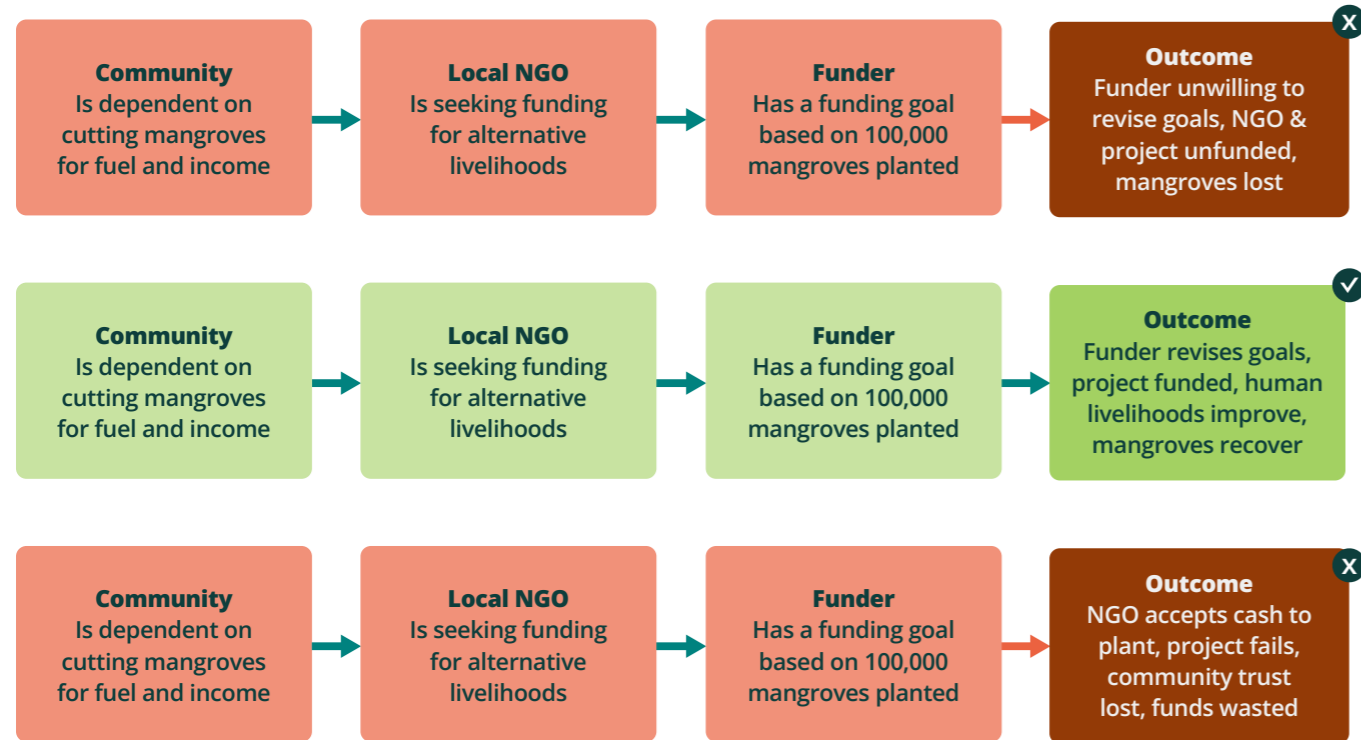 Community
Is dependent on
cutting mangroves
for fuel and income
Local NGO
Is seeking funding
for alternative
livelihoods
Funder
Has a funding goal
based on 100,000
mangroves planted
X
Outcome
Funder unwilling to
revise goals, NGO &
project unfunded,
mangroves lost
Community
Is dependent on
cutting mangroves
for fuel and income
Local NGO
Is seeking funding
for alternative
livelihoods
Funder
Has a funding goal
based on 100,000
mangroves planted
Outcome
Funder revises goals,
project funded, human
livelihoods improve,
mangroves recover
Community
Is dependent on
cutting mangroves
for fuel and income
Local NGO
Is seeking funding
for alternative
livelihoods
Funder
Has a funding goal
based on 100,000
mangroves planted
X
Outcome
NGO accepts cash to
plant, project fails,
community trust
lost, funds wasted